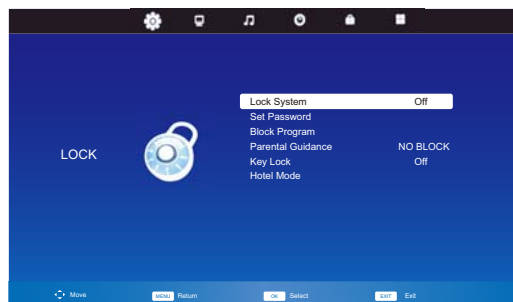 Lock System Off
Set Password
Block Program
LOCK
Parental Guidance NO BLOCK
Key Lock Off
Hotel Mode
Move MENU Return OK Select EXIT Exit